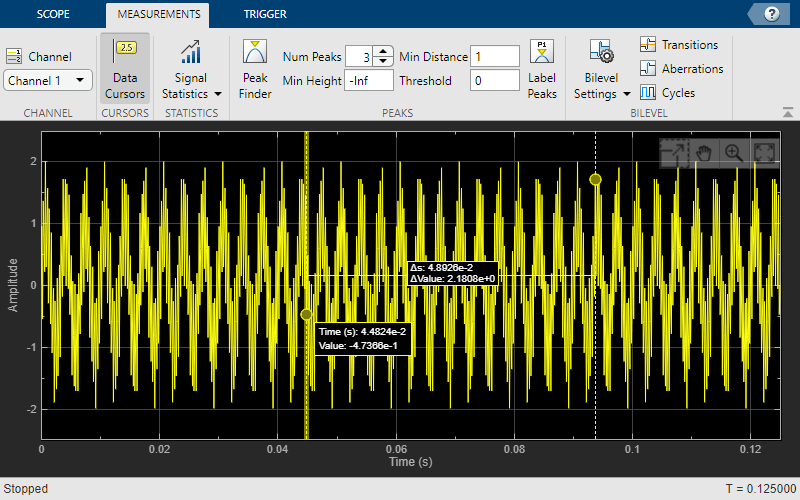 SCOPE MEASUREMENTS TRIGGER ?
Channel
Channel 1
CHANNEL
2.5
Data
Cursors
CURSORS
Signal
Statistics
STATISTICS
Peak
Finder
Num Peaks 3 Min Distance 1
Min Height -Inf Threshold 0
P1
Label
Peaks
PEAKS
Bilevel
Settings
Transitions
Aberrations
Cycles
BILEVEL
2
1
0
-1
-2
Amplitude
Δs: 4.8926e-2
ΔValue: 2.1808e+0
Time (s): 4.4824e-2
Value: -4.7366e-1
0 0.02 0.04 0.06 0.08 0.1 0.12
Time (s)
Stopped T = 0.125000